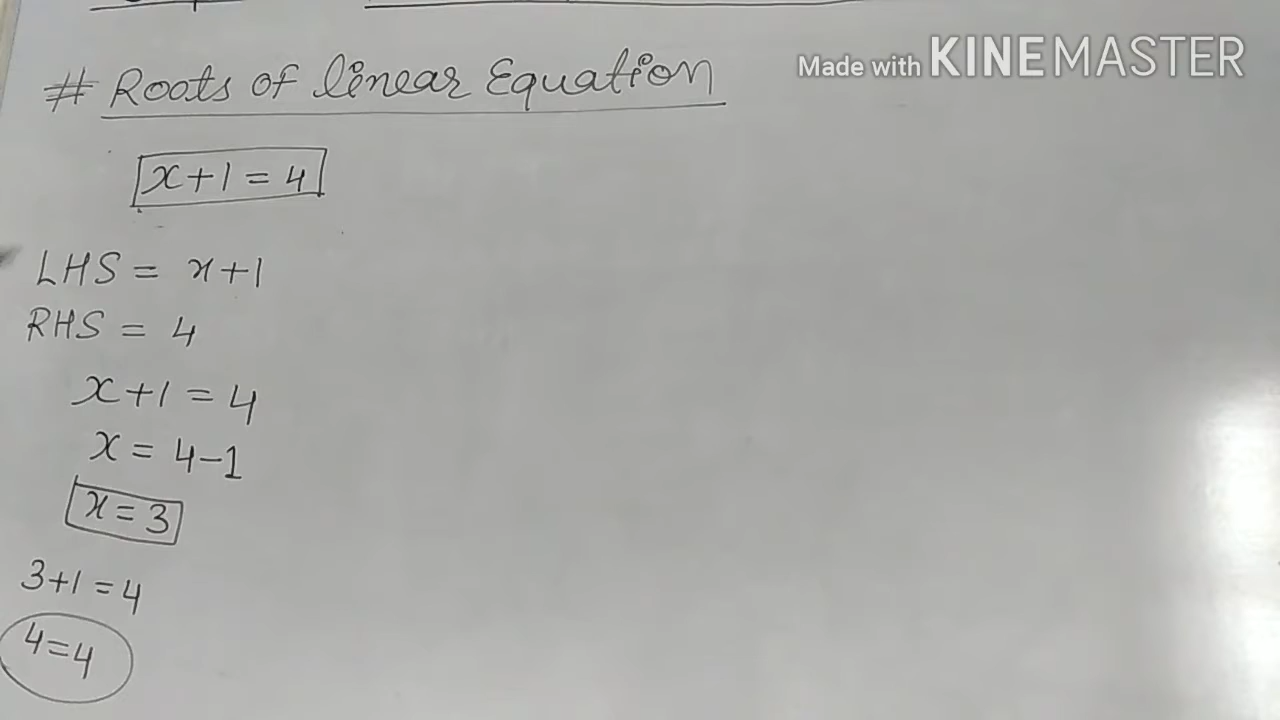 # Roots of linear Equation
Made with KINEMASTER
x+1 = 4
LHS = x+1
RHS = 4
x+1 = 4
x = 4-1
x = 3
3+1 = 4
4=4